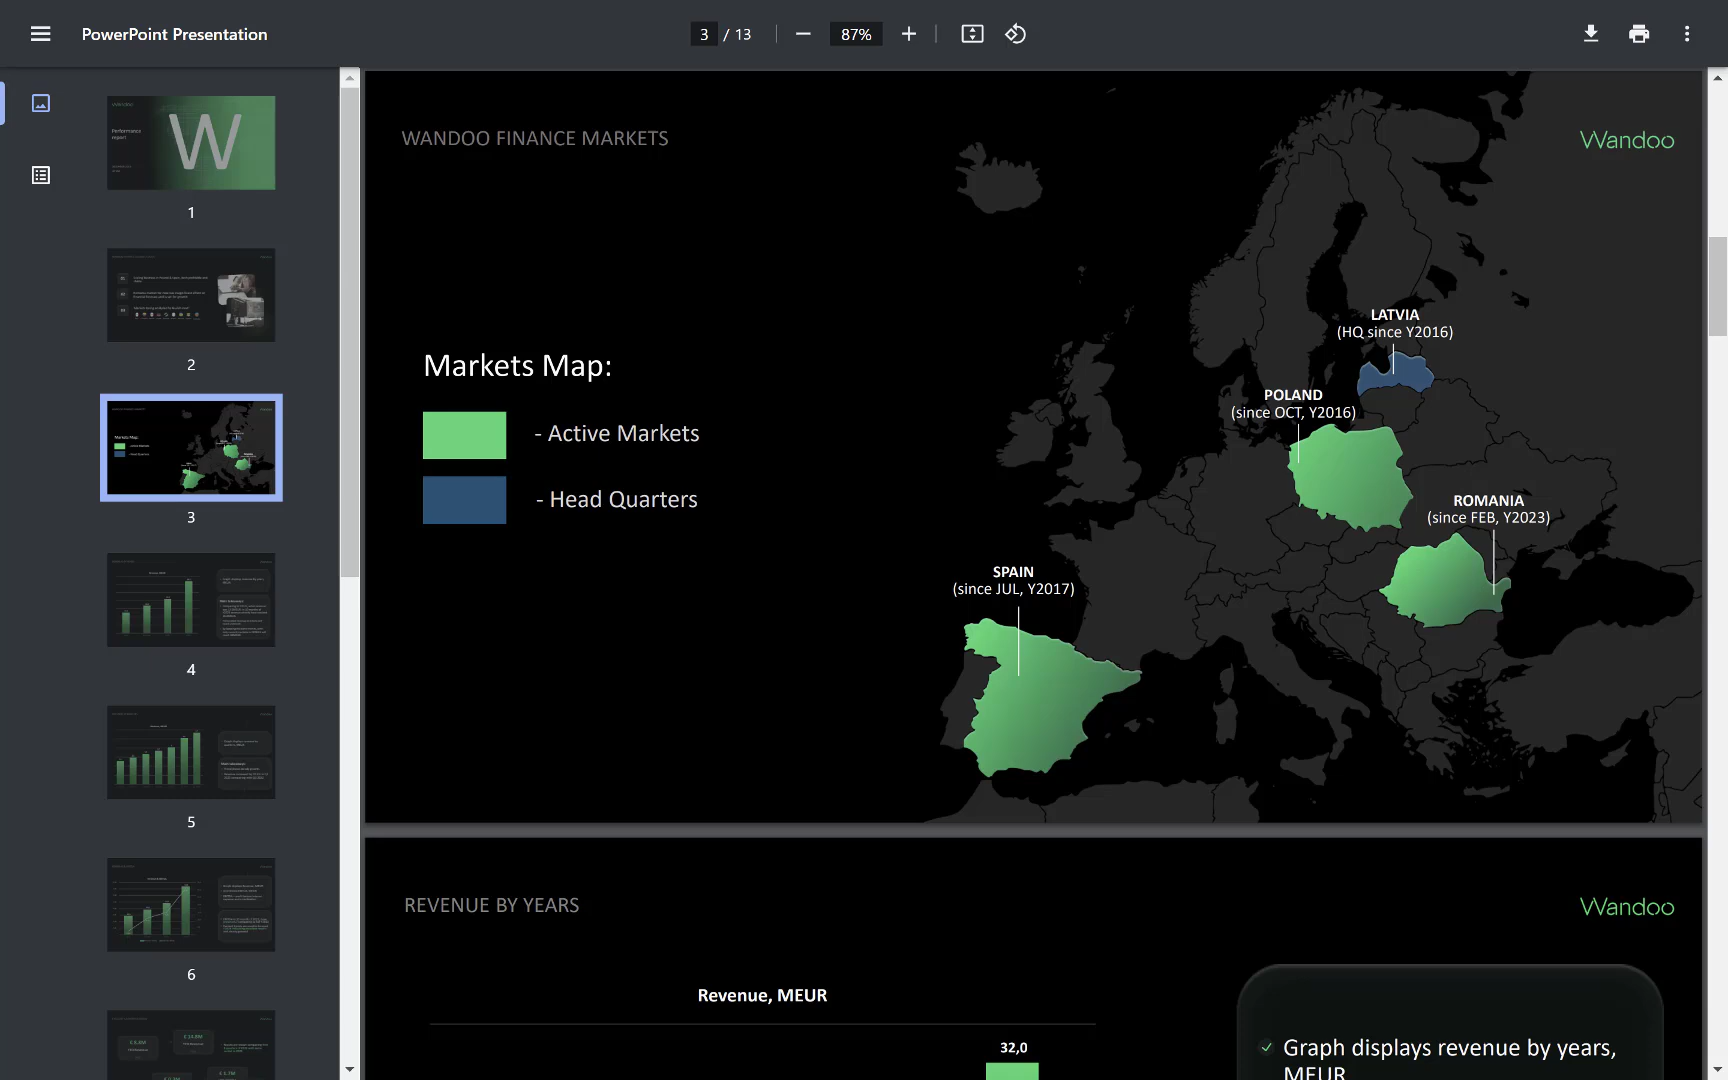 PowerPoint Presentation
3 / 13
87%
1
2
3
4
5
6
WANDOO FINANCE MARKETS
Wandoo
Markets Map:
- Active Markets
- Head Quarters
LATVIA
(HQ since Y2016)
POLAND
(since OCT, Y2016)
ROMANIA
(since FEB, Y2023)
SPAIN
(since JUL, Y2017)
REVENUE BY YEARS
Wandoo
Revenue, MEUR
32,0
Graph displays revenue by years,
MEUR